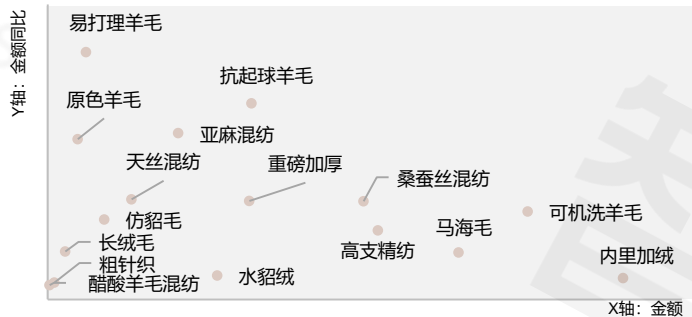 易打理羊毛
Y轴：金额同比
抗起球羊毛
原色羊毛
亚麻混纺
天丝混纺
重磅加厚
桑蚕丝混纺
仿貂毛
可机洗羊毛
马海毛
长绒毛
高支精纺
内里加绒
粗针织
水貂绒
醋酸羊毛混纺
X轴：金额